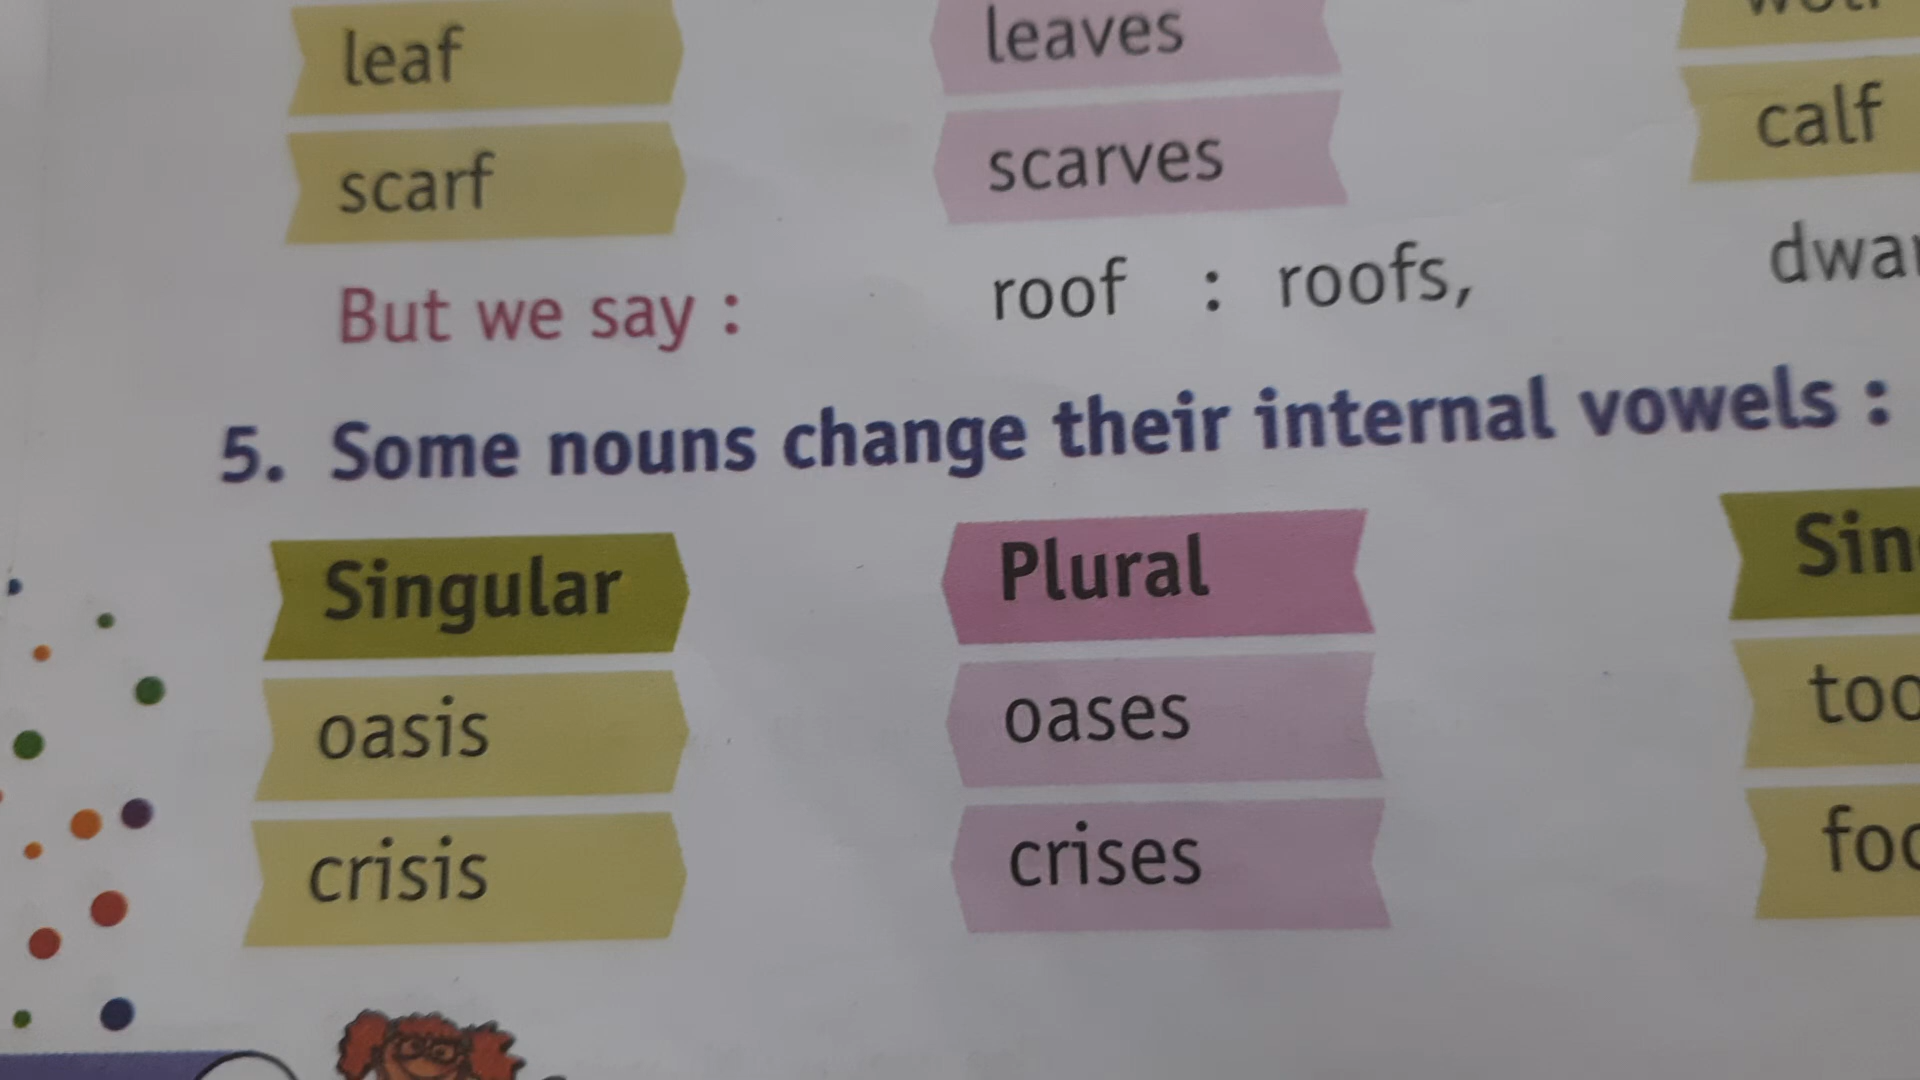 leaf leaves
scarf scarves calf
But we say : roof : roofs,
5. Some nouns change their internal vowels :
Singular Plural
oasis oases
crisis crises